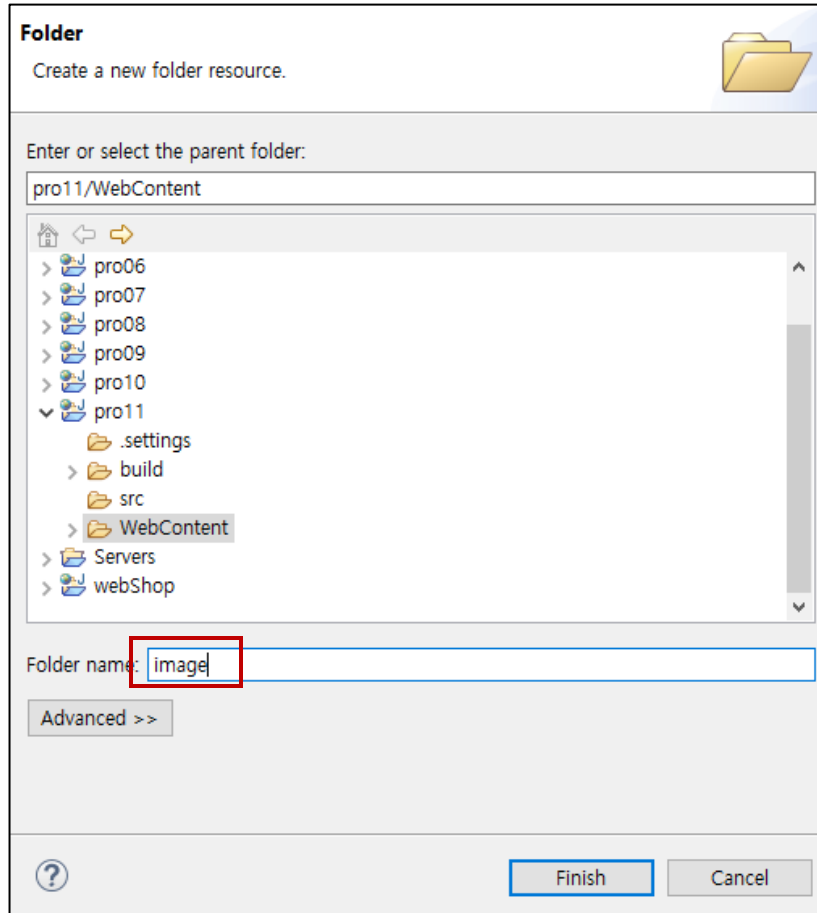 Folder
Create a new folder resource.
Enter or select the parent folder:
pro11/WebContent
pro06
pro07
pro08
pro09
pro10
pro11
.settings
build
src
WebContent
Servers
webShop
Folder name: image
Advanced >>
?
Finish Cancel